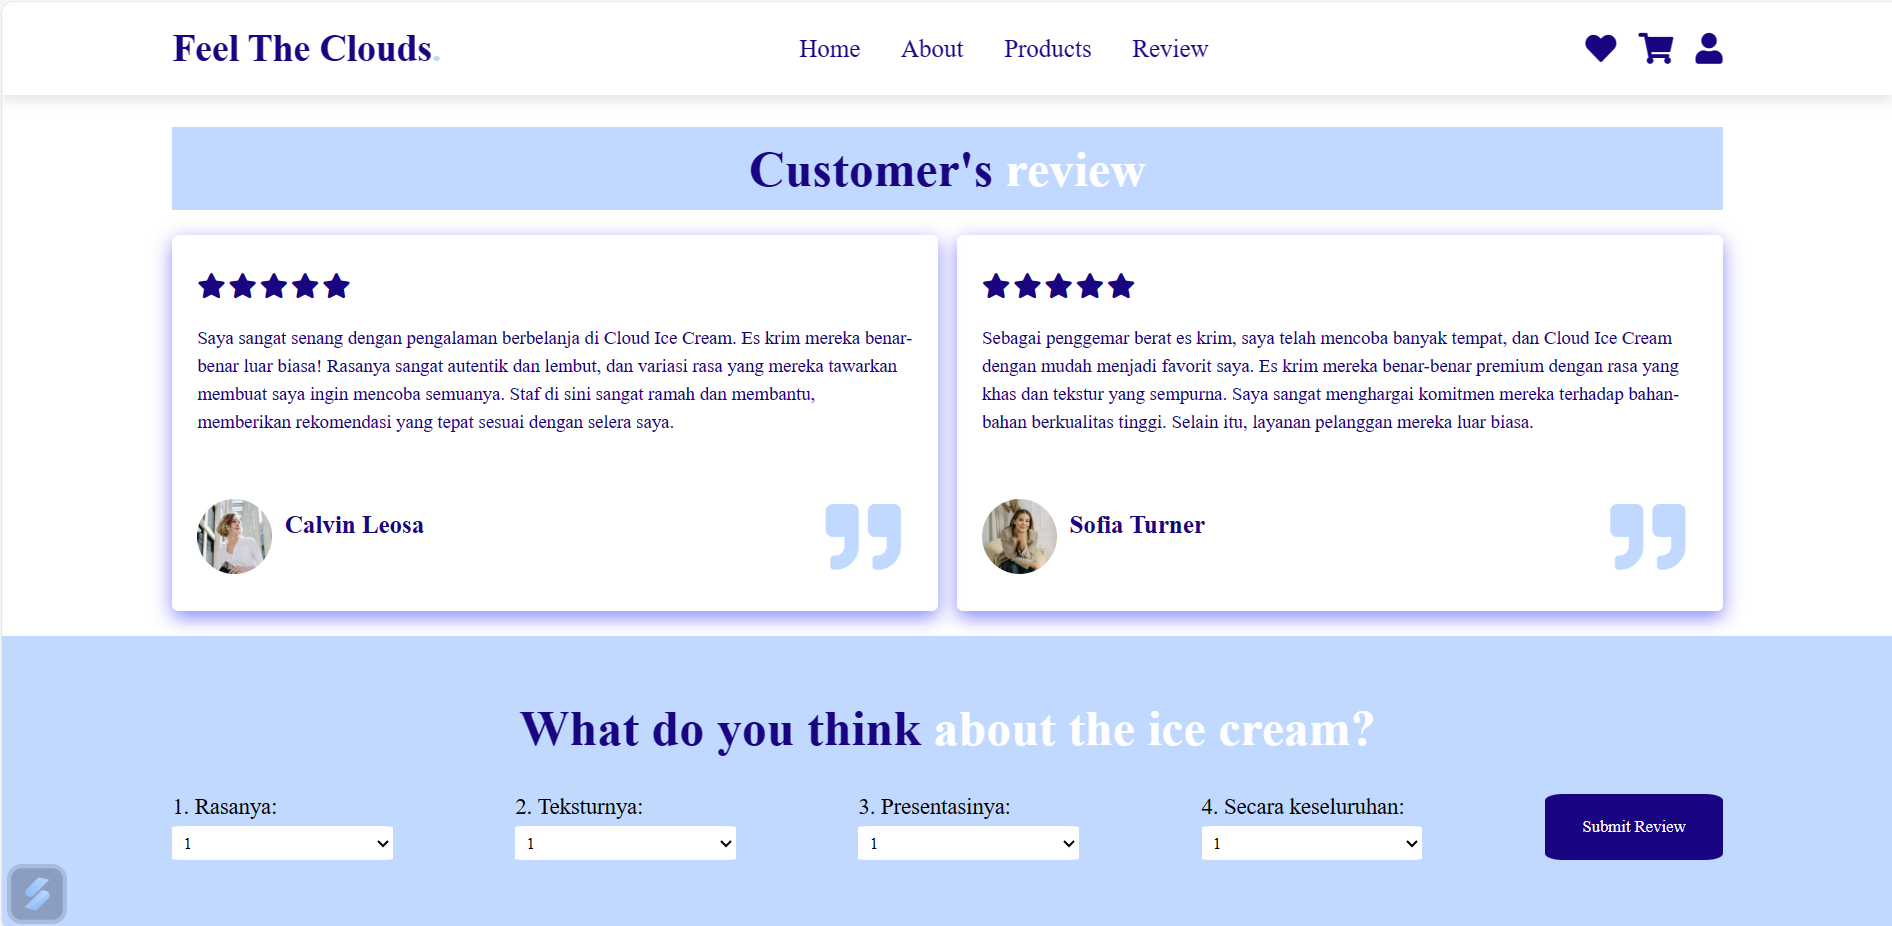 Feel The Clouds.
Home About Products Review
Customer's review
Saya sangat senang dengan pengalaman berbelanja di Cloud Ice Cream. Es krim mereka benar-
benar luar biasa! Rasanya sangat autentik dan lembut, dan variasi rasa yang mereka tawarkan
membuat saya ingin mencoba semuanya. Staf di sini sangat ramah dan membantu,
memberikan rekomendasi yang tepat sesuai dengan selera saya.
Calvin Leosa
Sebagai penggemar berat es krim, saya telah mencoba banyak tempat, dan Cloud Ice Cream
dengan mudah menjadi favorit saya. Es krim mereka benar-benar premium dengan rasa yang
khas dan tekstur yang sempurna. Saya sangat menghargai komitmen mereka terhadap bahan-
bahan berkualitas tinggi. Selain itu, layanan pelanggan mereka luar biasa.
Sofia Turner
What do you think about the ice cream?
1. Rasanya:
1
2. Teksturnya:
1
3. Presentasinya:
1
4. Secara keseluruhan:
1
Submit Review